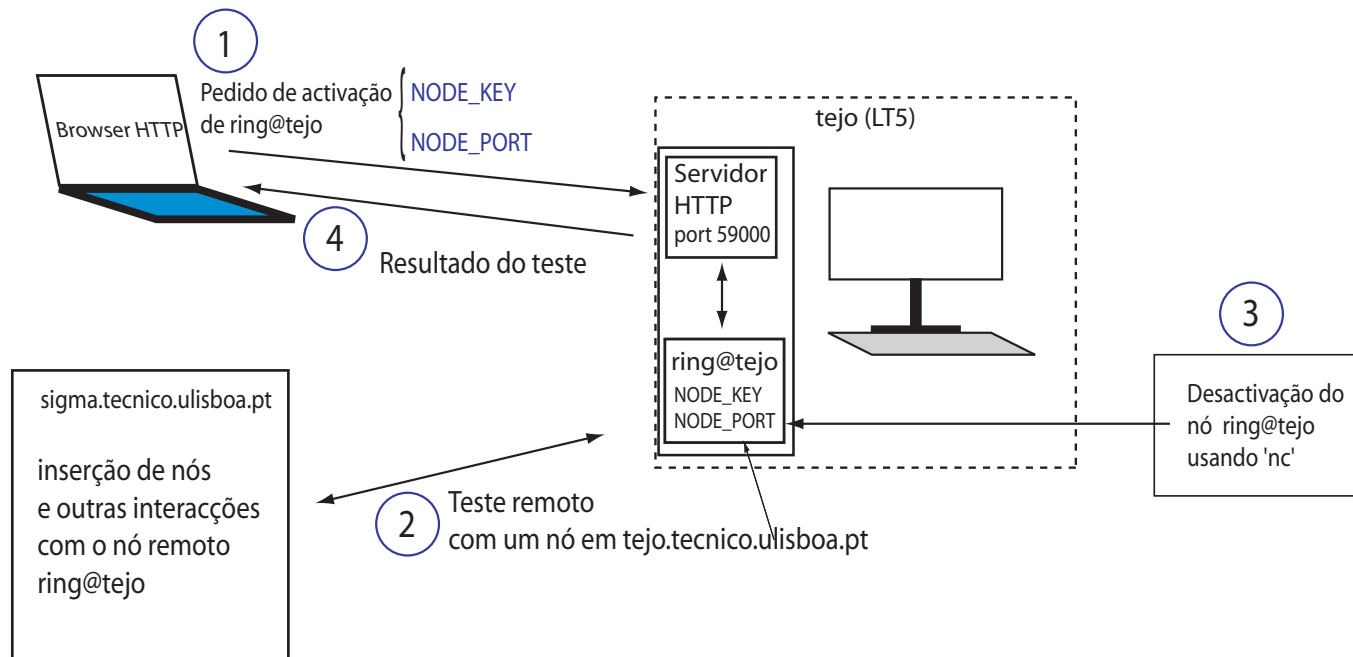 1
Pedido de activação
de ring@tejo
NODE_KEY
NODE_PORT
Browser HTTP
tejo (LT5)
Servidor
HTTP
port 59000
4
Resultado do teste
ring@tejo
NODE_KEY
NODE_PORT
3
Desactivação do
nó ring@tejo
usando 'nc'
sigma.tecnico.ulisboa.pt
inserção de nós
e outras interacções
com o nó remoto
ring@tejo
2
Teste remoto
com um nó em tejo.tecnico.ulisboa.pt